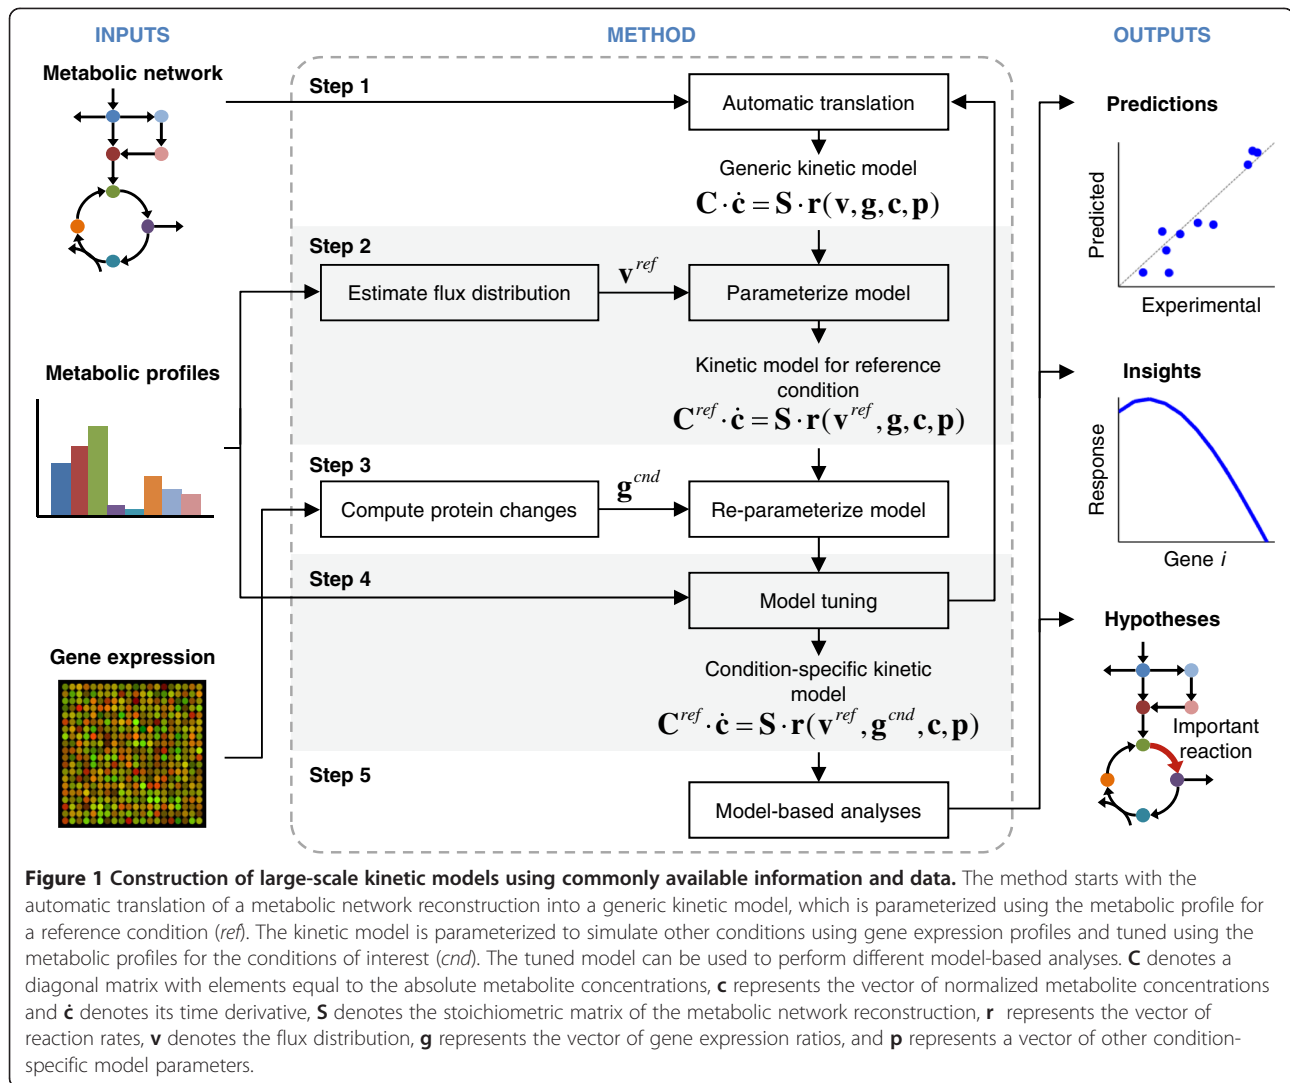 INPUTS
METHOD
OUTPUTS
Metabolic network
Step 1
Automatic translation
Predictions
Generic kinetic model
C · ċ = S · r(v, g, c, p)
Predicted
Experimental
Step 2
Estimate flux distribution
v^ref
Parameterize model
Metabolic profiles
Kinetic model for reference
condition
C^ref · ċ = S · r(v^ref, g, c, p)
Insights
Response
Gene i
Step 3
Compute protein changes
g^cnd
Re-parameterize model
Step 4
Model tuning
Hypotheses
Gene expression
Condition-specific kinetic
model
C^ref · ċ = S · r(v^ref, g^cnd, c, p)
Important
reaction
Step 5
Model-based analyses
Figure 1 Construction of large-scale kinetic models using commonly available information and data. The method starts with the
automatic translation of a metabolic network reconstruction into a generic kinetic model, which is parameterized using the metabolic profile for
a reference condition (ref). The kinetic model is parameterized to simulate other conditions using gene expression profiles and tuned using the
metabolic profiles for the conditions of interest (cnd). The tuned model can be used to perform different model-based analyses. C denotes a
diagonal matrix with elements equal to the absolute metabolite concentrations, c represents the vector of normalized metabolite concentrations
and ċ denotes its time derivative, S denotes the stoichiometric matrix of the metabolic network reconstruction, r represents the vector of
reaction rates, v denotes the flux distribution, g represents the vector of gene expression ratios, and p represents a vector of other condition-
specific model parameters.